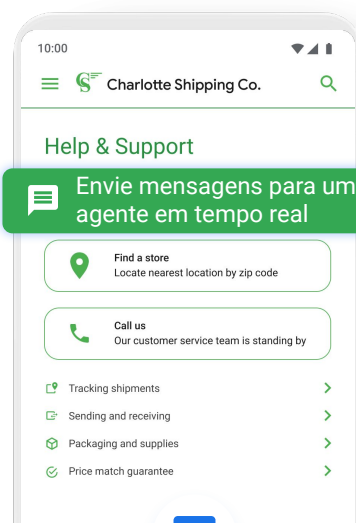 10:00
Charlotte Shipping Co.
Help & Support
Envie mensagens para um
agente em tempo real
Find a store
Locate nearest location by zip code
Call us
Our customer service team is standing by
Tracking shipments
Sending and receiving
Packaging and supplies
Price match guarantee